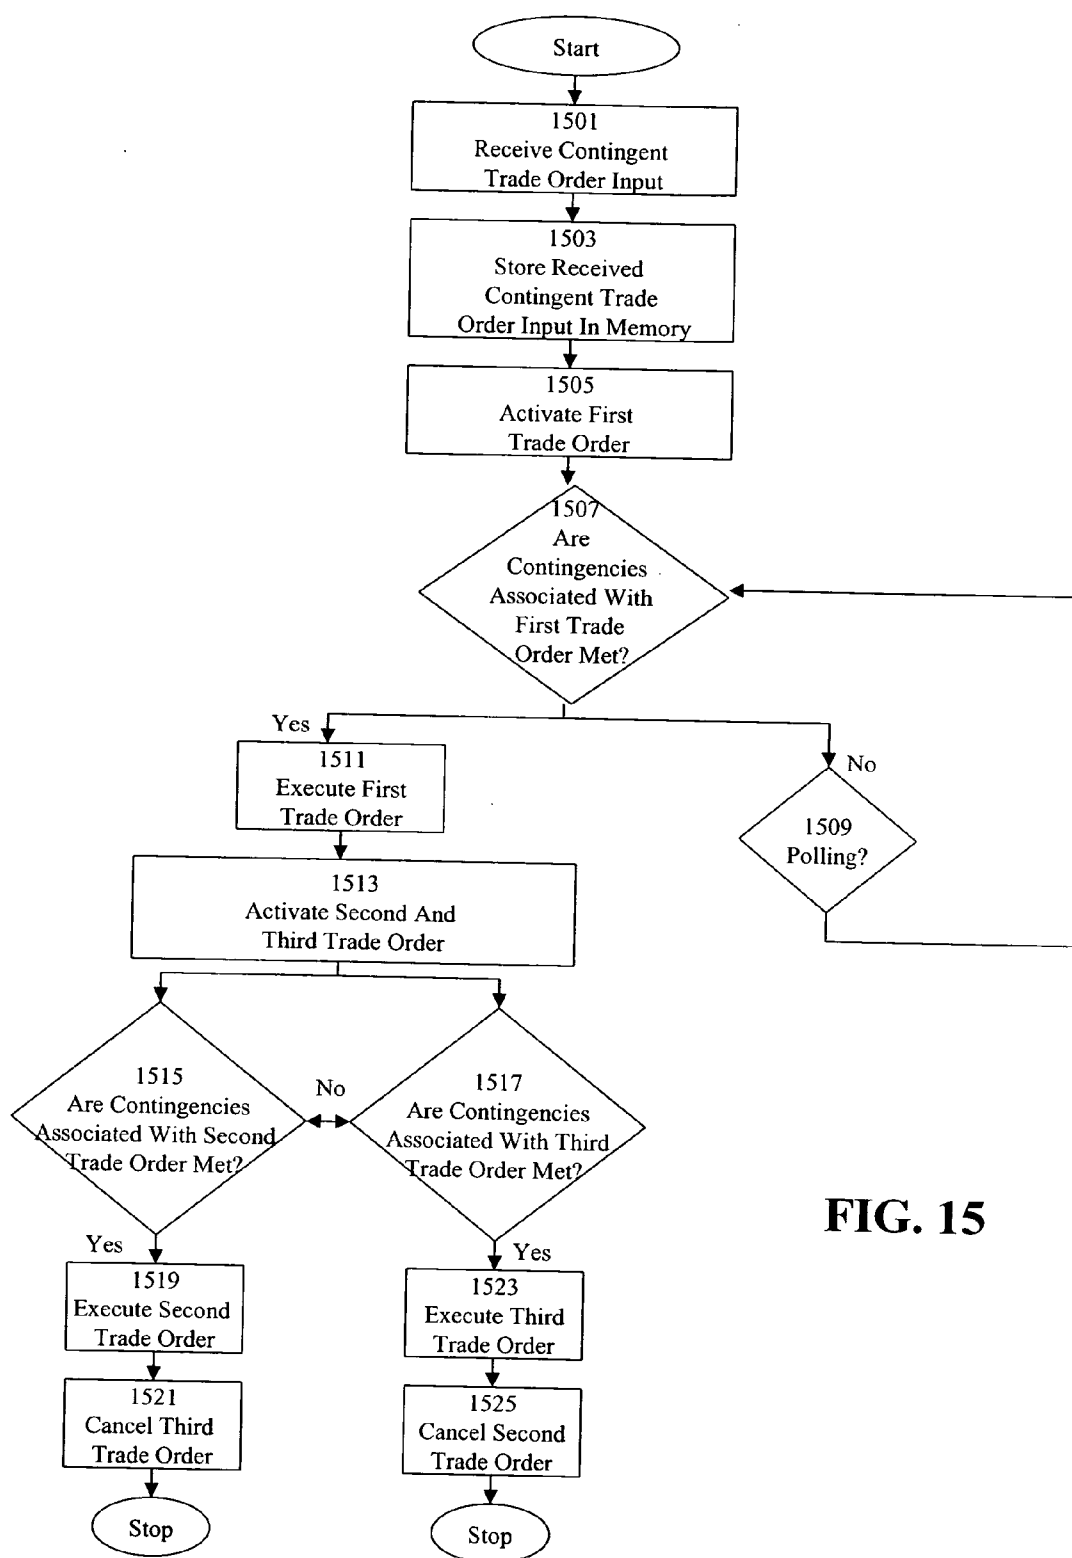 Start
1501
Receive Contingent
Trade Order Input
1503
Store Received
Contingent Trade
Order Input In Memory
1505
Activate First
Trade Order
1507
Are
Contingencies
Associated With
First Trade
Order Met?
Yes
No
1511
Execute First
Trade Order
1509
Polling?
1513
Activate Second And
Third Trade Order
1515
Are Contingencies
Associated With Second
Trade Order Met?
No
1517
Are Contingencies
Associated With Third
Trade Order Met?
FIG. 15
Yes
Yes
1519
Execute Second
Trade Order
1523
Execute Third
Trade Order
1521
Cancel Third
Trade Order
1525
Cancel Second
Trade Order
Stop
Stop